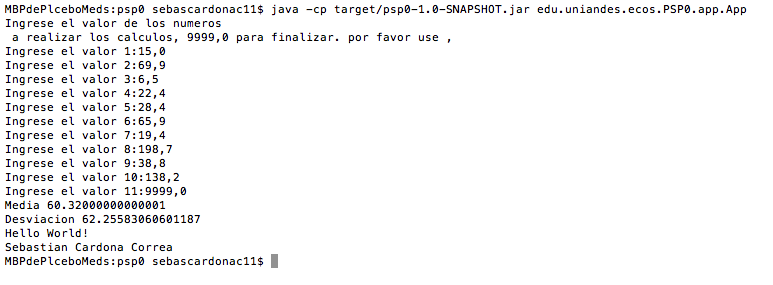 MBPdePlceboMeds:psp0 sebascardonac11$ java -cp target/psp0-1.0-SNAPSHOT.jar edu.uniandes.ecos.PSP0.app.App
Ingrese el valor de los numeros
 a realizar los calculos, 9999,0 para finalizar. por favor use ,
Ingrese el valor 1:15,0
Ingrese el valor 2:69,9
Ingrese el valor 3:6,5
Ingrese el valor 4:22,4
Ingrese el valor 5:28,4
Ingrese el valor 6:65,9
Ingrese el valor 7:19,4
Ingrese el valor 8:198,7
Ingrese el valor 9:38,8
Ingrese el valor 10:138,2
Ingrese el valor 11:9999,0
Media 60.32000000000001
Desviacion 62.25583060601187
Hello World!
Sebastian Cardona Correa
MBPdePlceboMeds:psp0 sebascardonac11$